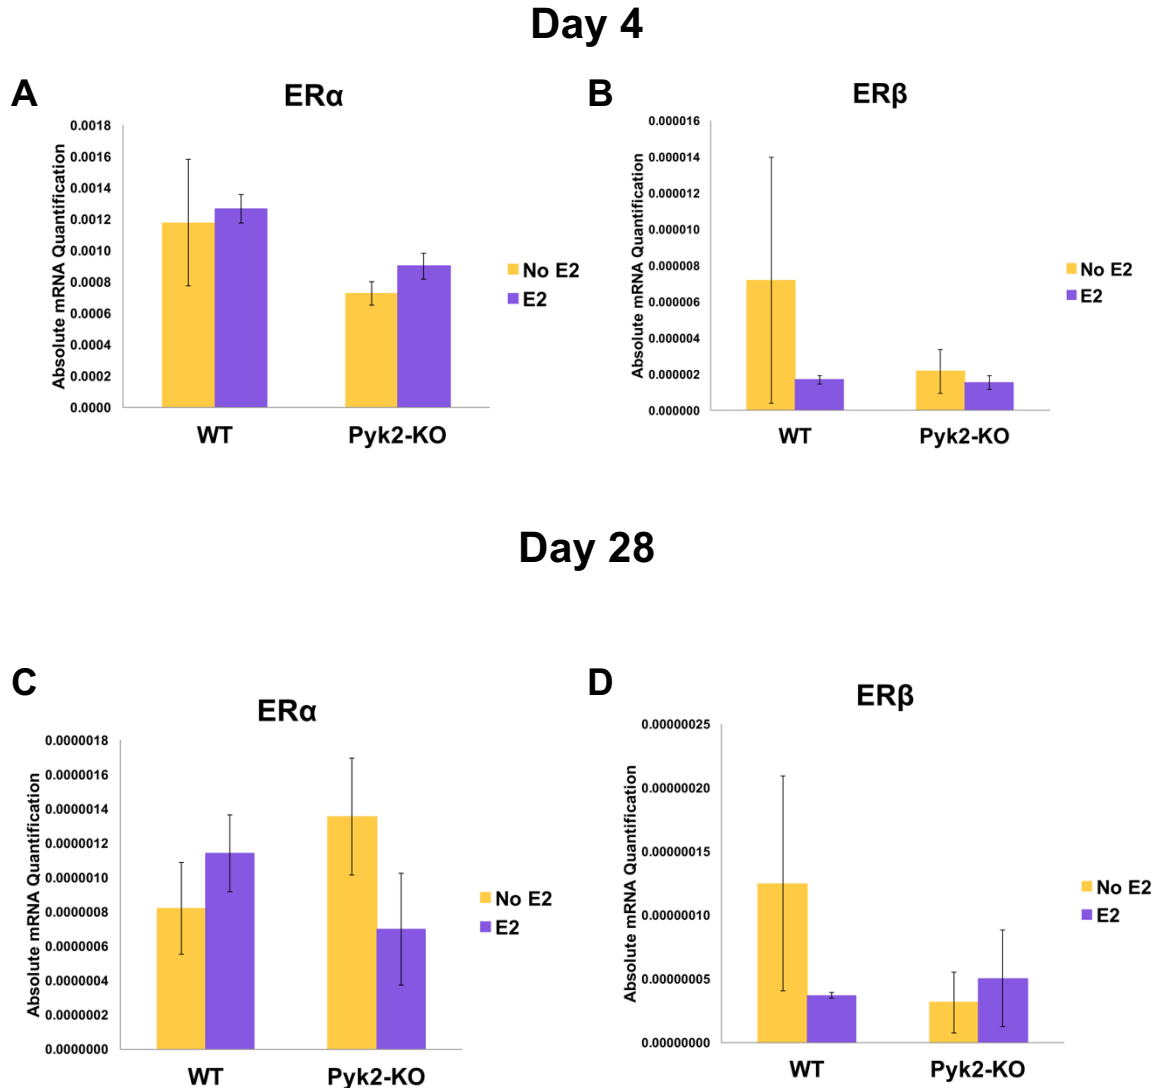 Day 4
A
ERα
Absolute mRNA Quantification
0.0018
0.0016
0.0014
0.0012
0.0010
0.0008
0.0006
0.0004
0.0002
0.0000
WT
Pyk2-KO
No E2
E2
B
ERβ
Absolute mRNA Quantification
0.000016
0.000014
0.000012
0.000010
0.000008
0.000006
0.000004
0.000002
0.000000
WT
Pyk2-KO
No E2
E2
Day 28
C
ERα
Absolute mRNA Quantification
0.0000018
0.0000016
0.0000014
0.0000012
0.0000010
0.0000008
0.0000006
0.0000004
0.0000002
0.0000000
WT
Pyk2-KO
No E2
E2
D
ERβ
Absolute mRNA Quantification
0.00000025
0.00000020
0.00000015
0.00000010
0.00000005
0.00000000
WT
Pyk2-KO
No E2
E2